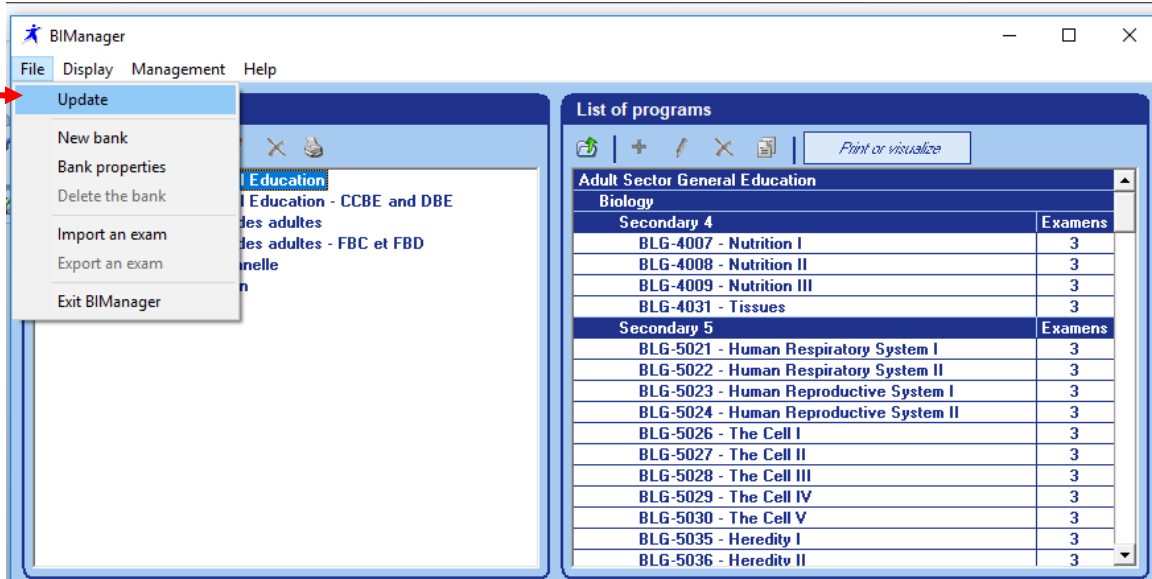 BIManager
File Display Management Help
Update
New bank
Bank properties
Delete the bank
Import an exam
Export an exam
Exit BIManager
Education
Education - CCBE and DBE
des adultes
des adultes - FBC et FBD
List of programs
Print or visualize
Adult Sector General Education
Biology
Secondary 4 Examens
BLG-4007 - Nutrition I 3
BLG-4008 - Nutrition II 3
BLG-4009 - Nutrition III 3
BLG-4031 - Tissues 3
Secondary 5 Examens
BLG-5021 - Human Respiratory System I 3
BLG-5022 - Human Respiratory System II 3
BLG-5023 - Human Reproductive System I 3
BLG-5024 - Human Reproductive System II 3
BLG-5026 - The Cell I 3
BLG-5027 - The Cell II 3
BLG-5028 - The Cell III 3
BLG-5029 - The Cell IV 3
BLG-5030 - The Cell V 3
BLG-5035 - Heredity I 3
BLG-5036 - Heredity II 3